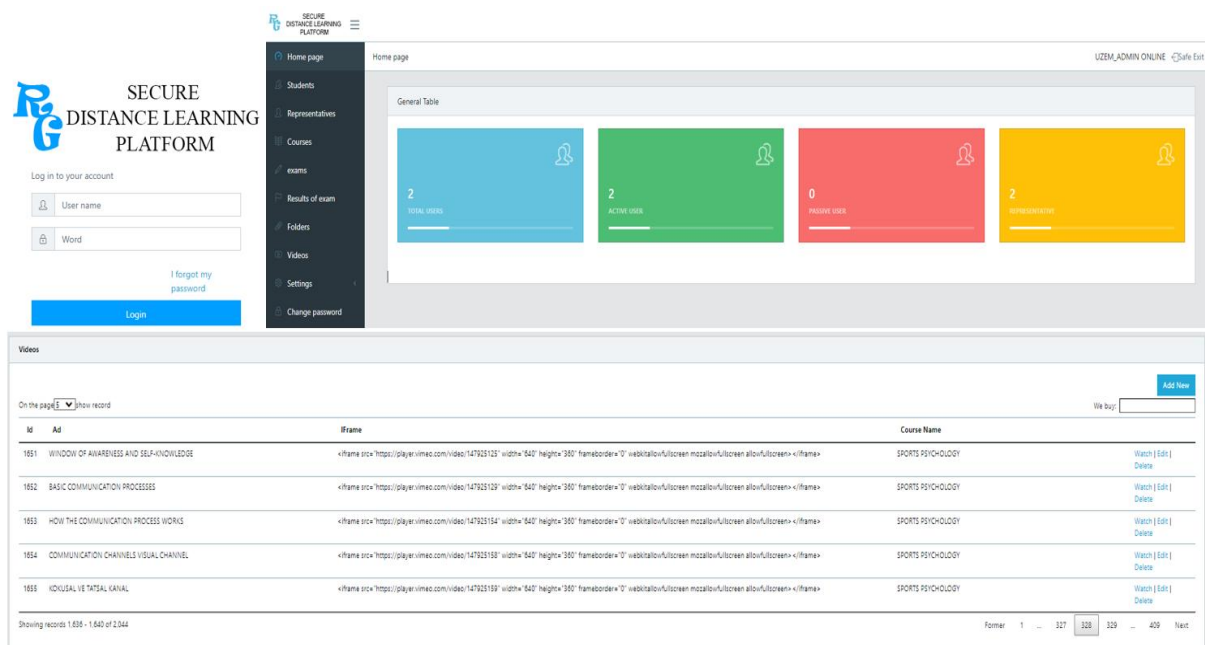 SECURE
DISTANCE LEARNING
PLATFORM
Log in to your account
User name
Word
I forgot my
password
Login
SECURE
DISTANCE LEARNING
PLATFORM
Home page
Students
Representatives
Courses
exams
Results of exam
Folders
Videos
Settings
Change password
Home page
UZEM_ADMIN ONLINE Safe Exit
General Table
2
TOTAL USERS
2
ACTIVE USER
0
PASSIVE USER
2
REPRESENTATIVE
Videos
Add New
On the page 5 show record
We buy:
Id Ad IFrame Course Name
1651 WINDOW OF AWARENESS AND SELF-KNOWLEDGE <iframe src="https://player.vimeo.com/video/147925125" width="640" height="360" frameborder="0" webkitallowfullscreen mozallowfullscreen allowfullscreen> </iframe> SPORTS PSYCHOLOGY Watch | Edit |
Delete
1652 BASIC COMMUNICATION PROCESSES <iframe src="https://player.vimeo.com/video/147925129" width="640" height="360" frameborder="0" webkitallowfullscreen mozallowfullscreen allowfullscreen> </iframe> SPORTS PSYCHOLOGY Watch | Edit |
Delete
1653 HOW THE COMMUNICATION PROCESS WORKS <iframe src="https://player.vimeo.com/video/147925154" width="640" height="360" frameborder="0" webkitallowfullscreen mozallowfullscreen allowfullscreen> </iframe> SPORTS PSYCHOLOGY Watch | Edit |
Delete
1654 COMMUNICATION CHANNELS VISUAL CHANNEL <iframe src="https://player.vimeo.com/video/147925158" width="640" height="360" frameborder="0" webkitallowfullscreen mozallowfullscreen allowfullscreen> </iframe> SPORTS PSYCHOLOGY Watch | Edit |
Delete
1655 KOKUSAL VE TATSAL KANAL <iframe src="https://player.vimeo.com/video/147925159" width="640" height="360" frameborder="0" webkitallowfullscreen mozallowfullscreen allowfullscreen> </iframe> SPORTS PSYCHOLOGY Watch | Edit |
Delete
Showing records 1,636 - 1,640 of 2,044
Former 1 ... 327 328 329 ... 409 Next